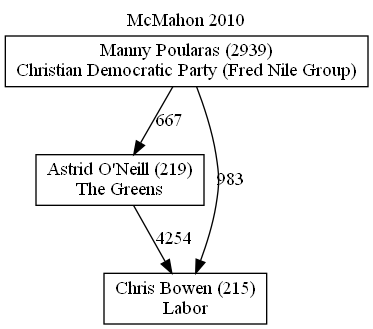 McMahon 2010
Manny Poularas (2939)
Christian Democratic Party (Fred Nile Group)
667
983
Astrid O'Neill (219)
The Greens
4254
Chris Bowen (215)
Labor